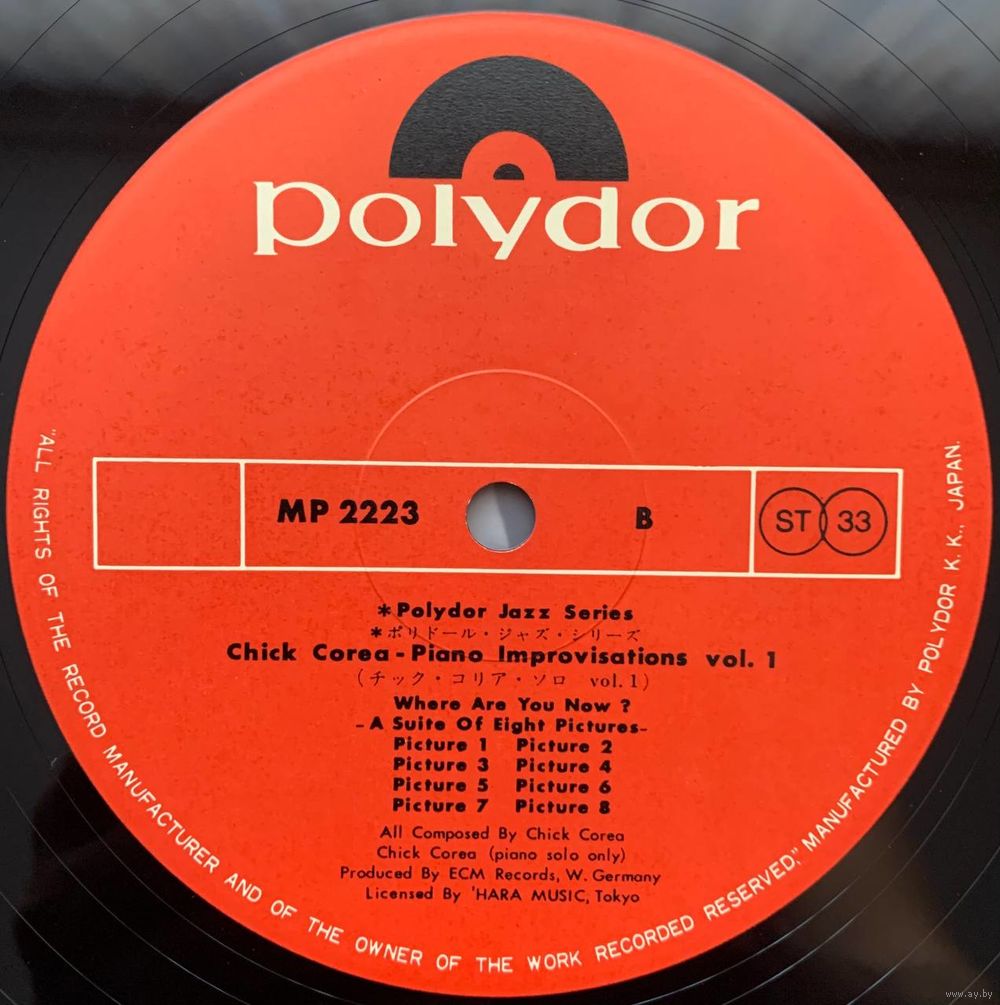 polydor
MP 2223
B
ST 33
*Polydor Jazz Series
*ポリドール・ジャズ・シリーズ
Chick Corea-Piano Improvisations vol. 1
(チック・コリア・ソロ vol.1)
Where Are You Now ?
-A Suite Of Eight Pictures-
Picture 1 Picture 2
Picture 3 Picture 4
Picture 5 Picture 6
Picture 7 Picture 8
All Composed By Chick Corea
Chick Corea (piano solo only)
Produced By ECM Records, W. Germany
Licensed By 'HARA MUSIC, Tokyo
"ALL RIGHTS OF THE RECORD MANUFACTURER AND OF THE OWNER OF THE WORK RECORDED RESERVED," MANUFACTURED BY POLYDOR K. K., JAPAN.
www.ay.by